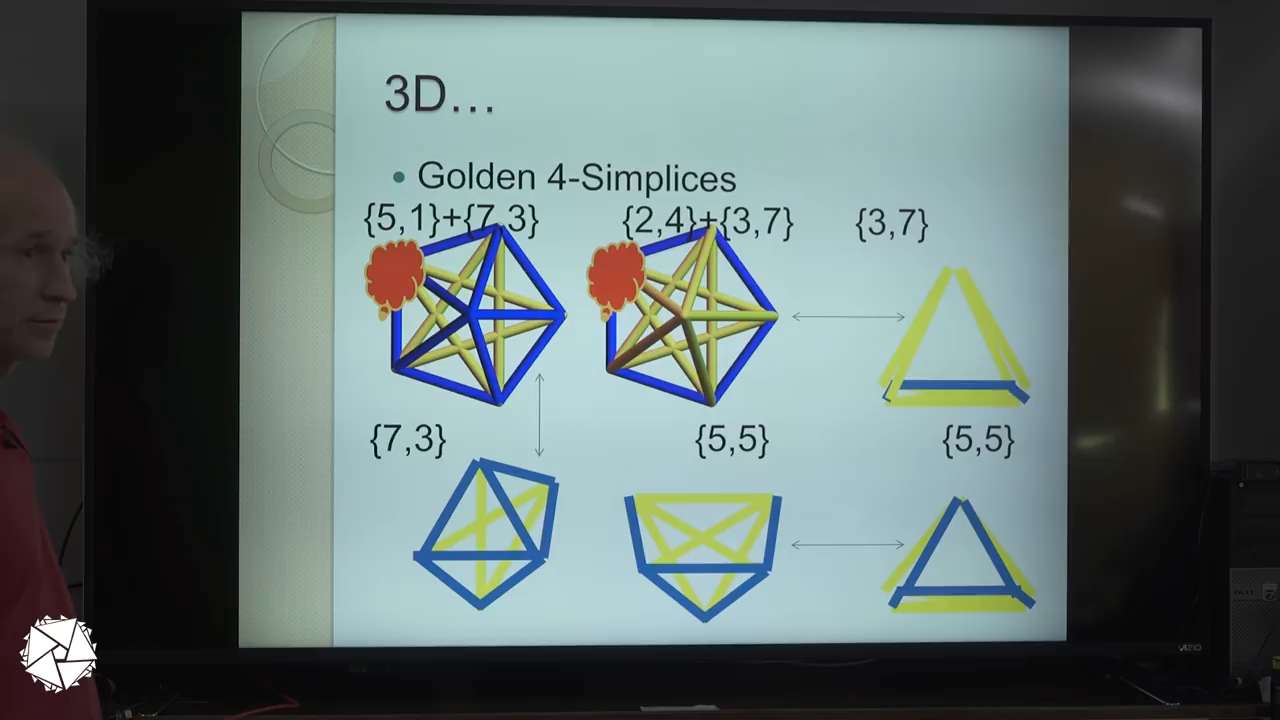 3D...
• Golden 4-Simplices
{5,1}+{7,3} {2,4}+{3,7} {3,7}
{7,3} {5,5} {5,5}
VIZIO